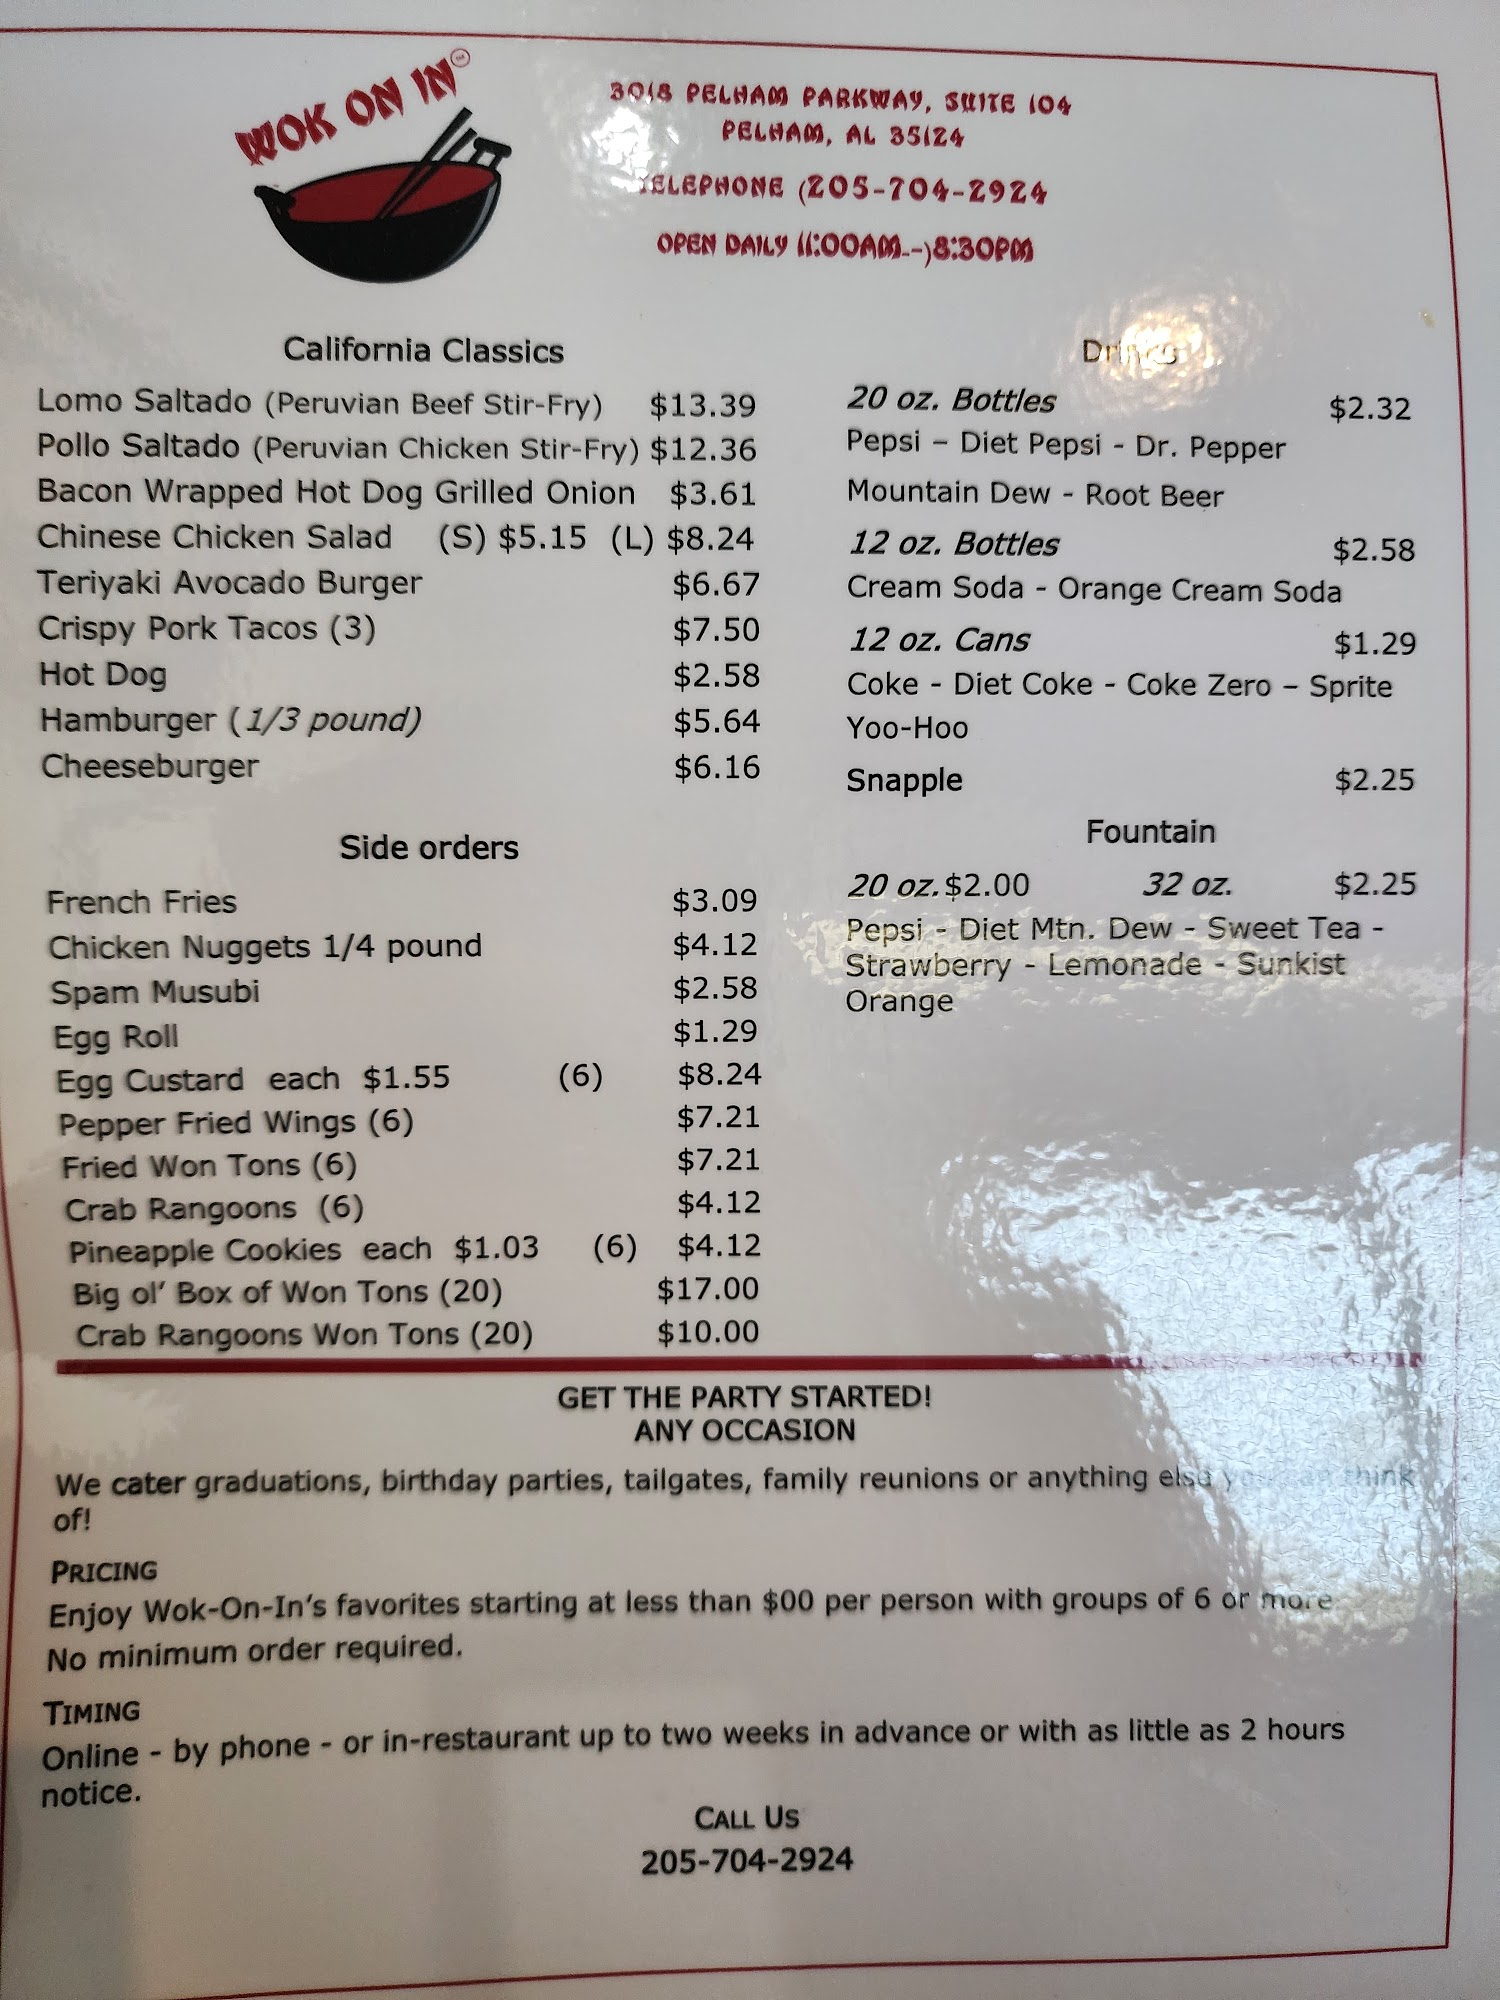 WOK ON IN
3018 PELHAM PARKWAY, SUITE 104
PELHAM, AL 35124
TELEPHONE (205-704-2924
OPEN DAILY 11:00AM--)8:30PM
California Classics
Lomo Saltado (Peruvian Beef Stir-Fry) $13.39
Pollo Saltado (Peruvian Chicken Stir-Fry) $12.36
Bacon Wrapped Hot Dog Grilled Onion $3.61
Chinese Chicken Salad (S) $5.15 (L) $8.24
Teriyaki Avocado Burger $6.67
Crispy Pork Tacos (3) $7.50
Hot Dog $2.58
Hamburger (1/3 pound) $5.64
Cheeseburger $6.16
Side orders
French Fries $3.09
Chicken Nuggets 1/4 pound $4.12
Spam Musubi $2.58
Egg Roll $1.29
Egg Custard each $1.55 (6) $8.24
Pepper Fried Wings (6) $7.21
Fried Won Tons (6) $7.21
Crab Rangoons (6) $4.12
Pineapple Cookies each $1.03 (6) $4.12
Big ol' Box of Won Tons (20) $17.00
Crab Rangoons Won Tons (20) $10.00
Drinks
20 oz. Bottles $2.32
Pepsi – Diet Pepsi - Dr. Pepper
Mountain Dew - Root Beer
12 oz. Bottles $2.58
Cream Soda - Orange Cream Soda
12 oz. Cans $1.29
Coke - Diet Coke - Coke Zero – Sprite
Yoo-Hoo
Snapple $2.25
Fountain
20 oz. $2.00 32 oz. $2.25
Pepsi - Diet Mtn. Dew - Sweet Tea -
Strawberry - Lemonade - Sunkist
Orange
GET THE PARTY STARTED!
ANY OCCASION
We cater graduations, birthday parties, tailgates, family reunions or anything else you can think
of!
PRICING
Enjoy Wok-On-In's favorites starting at less than $00 per person with groups of 6 or more
No minimum order required.
TIMING
Online - by phone - or in-restaurant up to two weeks in advance or with as little as 2 hours
notice.
CALL US
205-704-2924